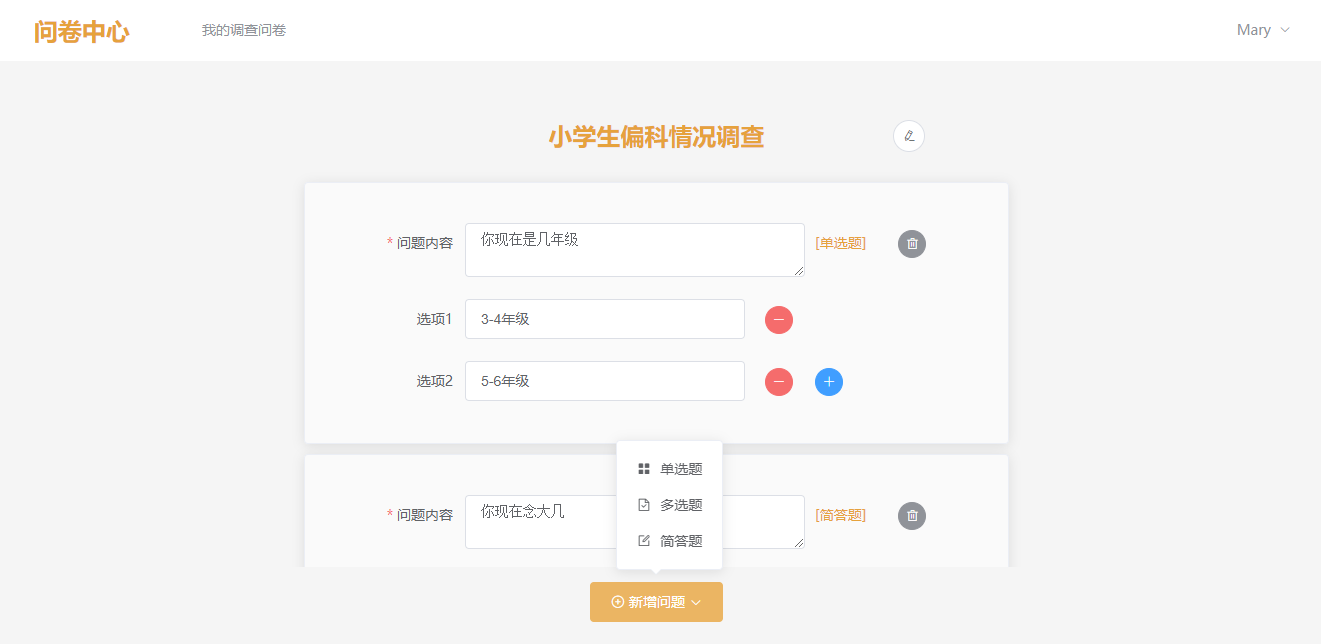 问卷中心 我的调查问卷 Mary
小学生偏科情况调查
* 问题内容 你现在是几年级 [单选题]
选项1 3-4年级
选项2 5-6年级
单选题
* 问题内容 你现在念大几 多选题 [简答题]
简答题
新增问题